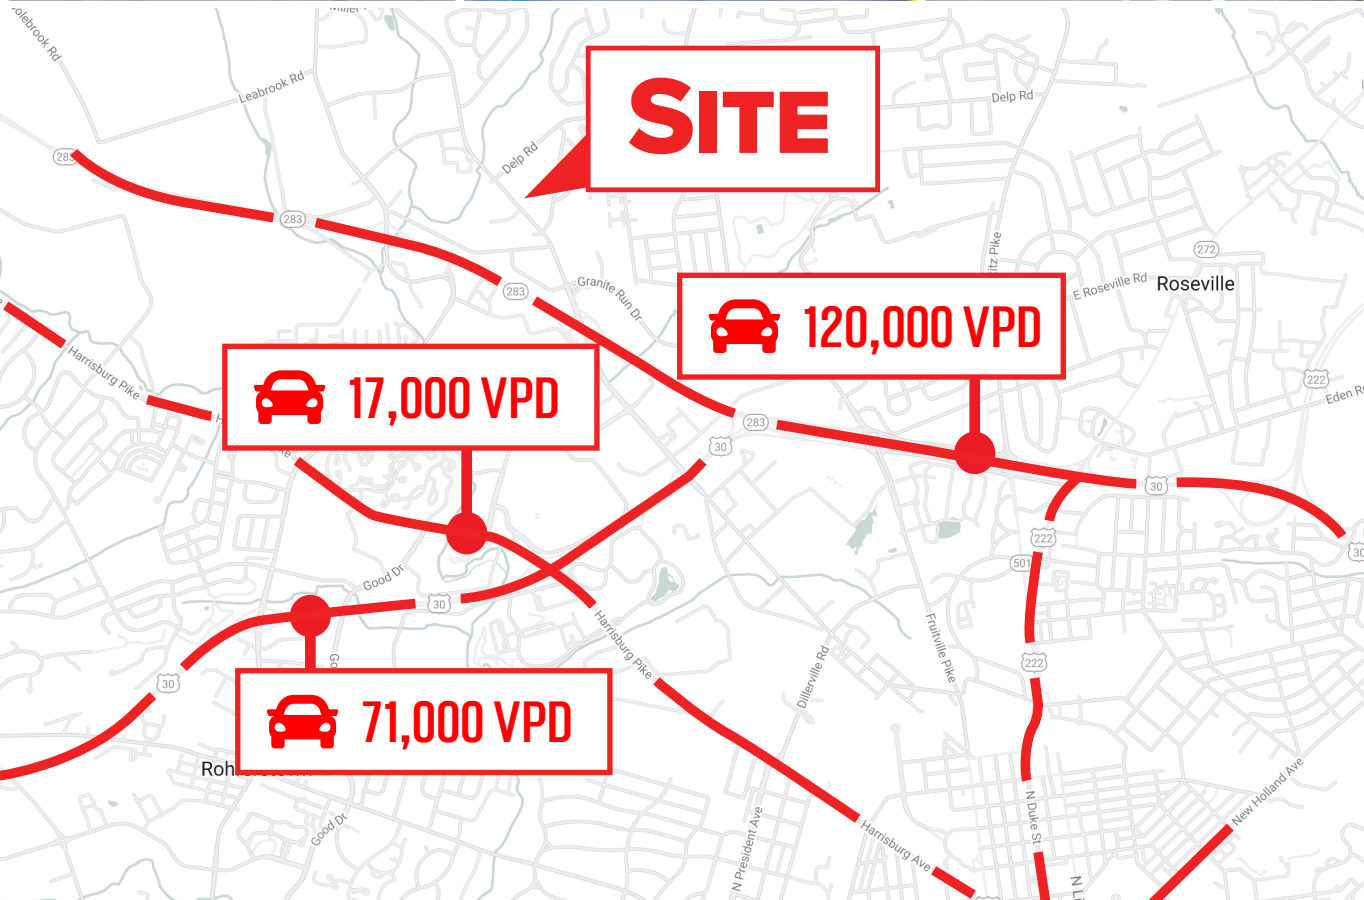 Leabrook Rd
Delp Rd
SITE
Delp Rd
283
283
283
272
E Roseville Rd
Roseville
Granite Run Dr
120,000 VPD
222
Harrisburg Pike
17,000 VPD
283
30
30
222
501
Good Dr
30
30
Harrisburg Pike
Fruitville Pike
222
Dillerville Rd
30
71,000 VPD
Good Dr
N President Ave
Harrisburg Ave
N Duke St
New Holland Ave